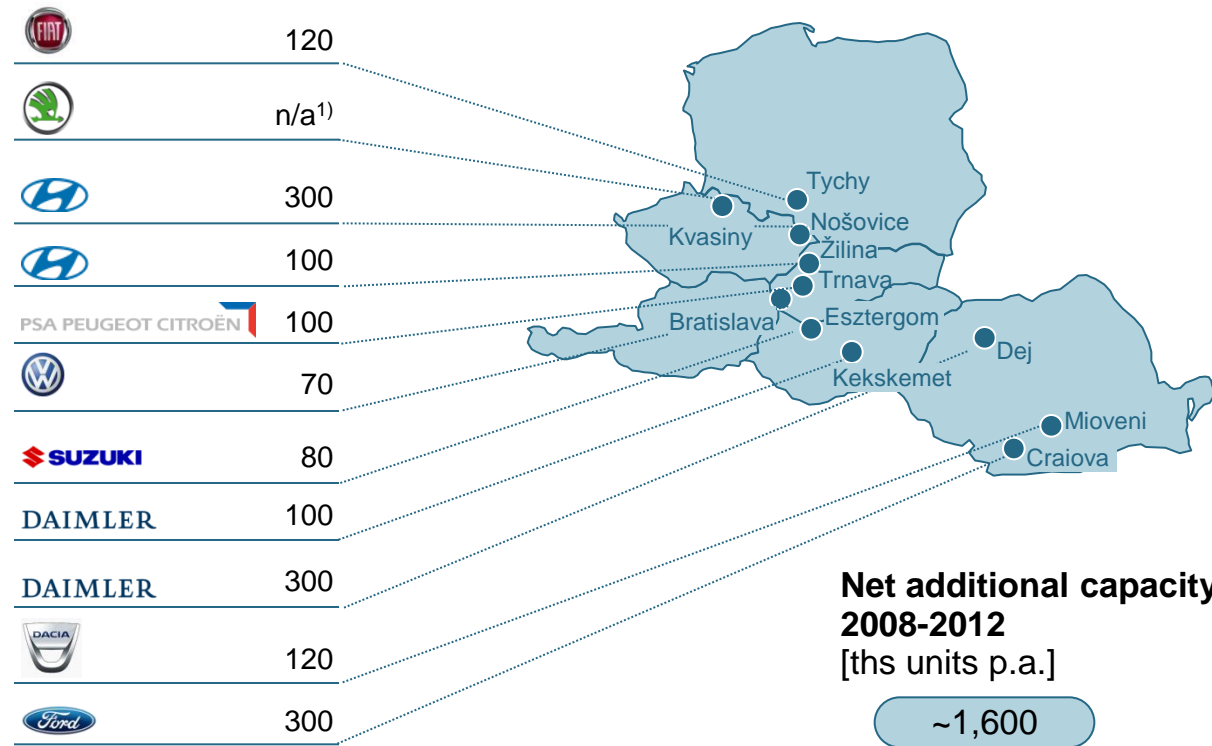 FIAT
120
n/a1)
300
100
PSA PEUGEOT CITROËN 100
70
SUZUKI 80
DAIMLER 100
DAIMLER 300
DACIA
120
Ford 300
Tychy
Nošovice
Kvasiny
Žilina
Trnava
Bratislava
Esztergom
Kekskemet
Dej
Mioveni
Craiova
Net additional capacity
2008-2012
[ths units p.a.]
~1,600